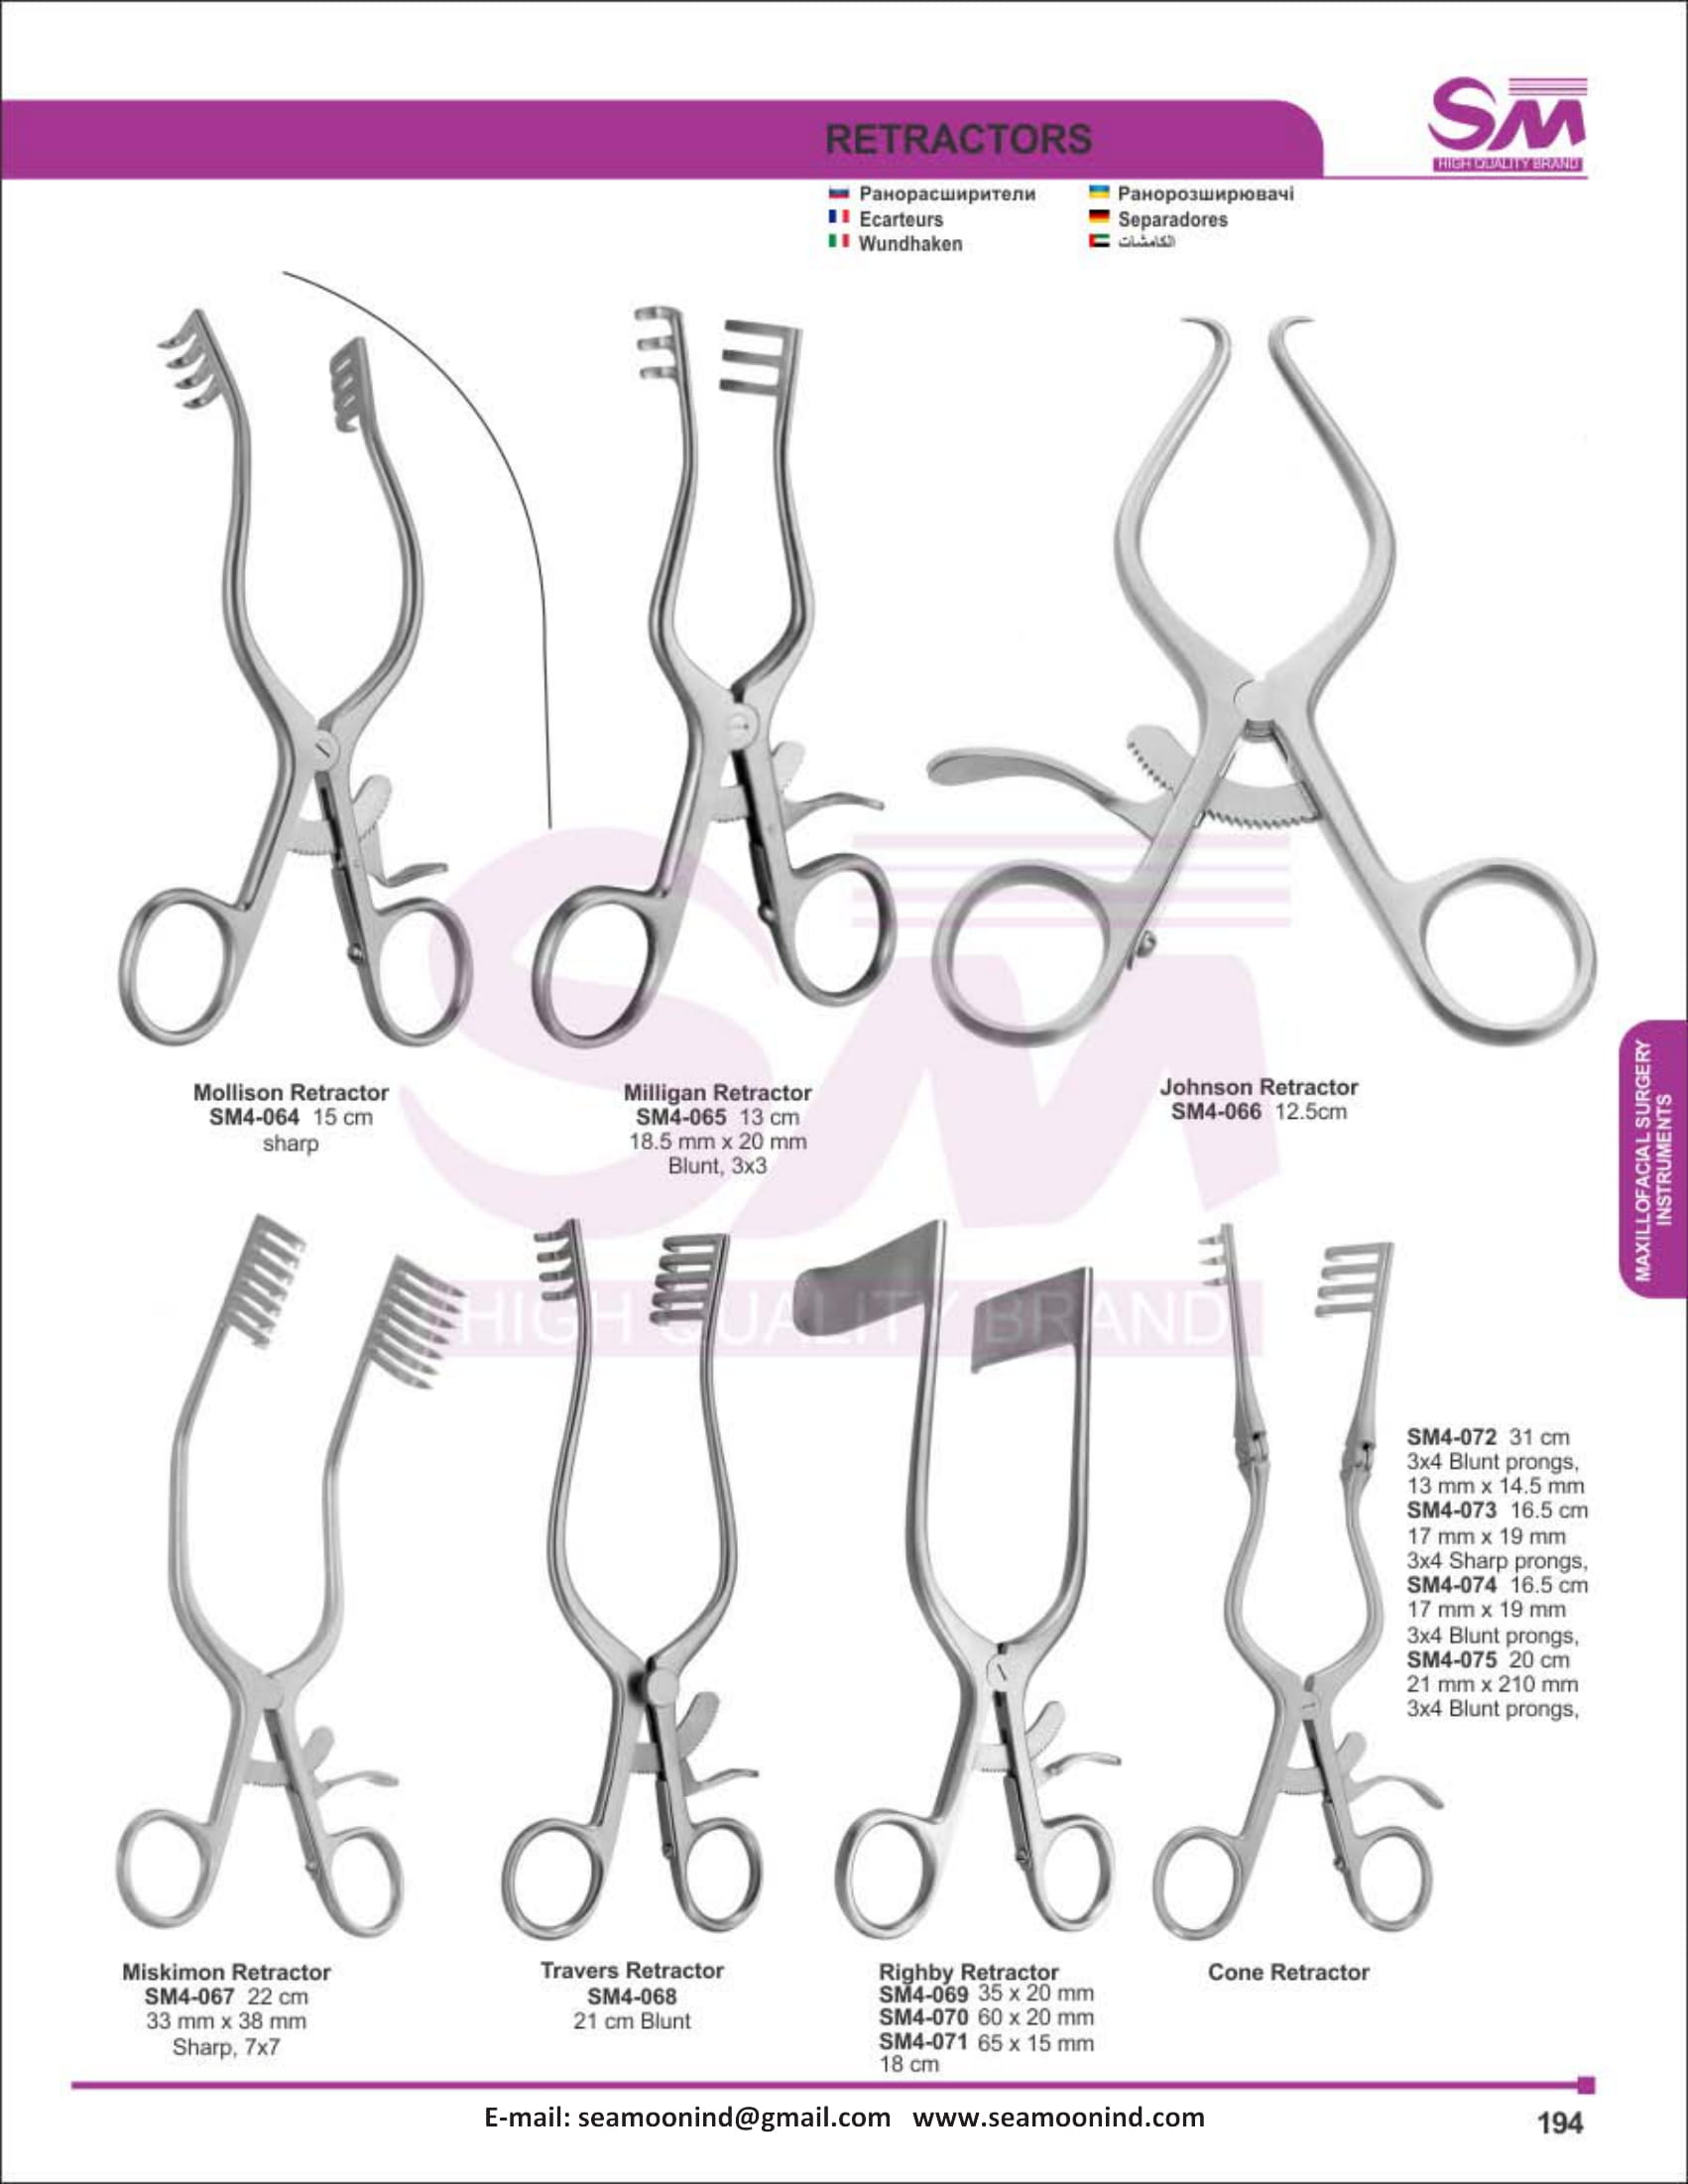 SM
HIGH QUALITY BRAND
RETRACTORS
Ранорасширители
Ранорозширювачі
Ecarteurs
Separadores
Wundhaken
الكامشات
Mollison Retractor
SM4-064 15 cm
sharp
Milligan Retractor
SM4-065 13 cm
18.5 mm x 20 mm
Blunt, 3x3
Johnson Retractor
SM4-066 12.5cm
MAXILLOFACIAL SURGERY
INSTRUMENTS
SM
HIGH QUALITY BRAND
SM4-072 31 cm
3x4 Blunt prongs,
13 mm x 14.5 mm
SM4-073 16.5 cm
17 mm x 19 mm
3x4 Sharp prongs,
SM4-074 16.5 cm
17 mm x 19 mm
3x4 Blunt prongs,
SM4-075 20 cm
21 mm x 210 mm
3x4 Blunt prongs,
Miskimon Retractor
SM4-067 22 cm
33 mm x 38 mm
Sharp, 7x7
Travers Retractor
SM4-068
21 cm Blunt
Righby Retractor
SM4-069 35 x 20 mm
SM4-070 60 x 20 mm
SM4-071 65 x 15 mm
18 cm
Cone Retractor
E-mail: seamoonind@gmail.com www.seamoonind.com
194